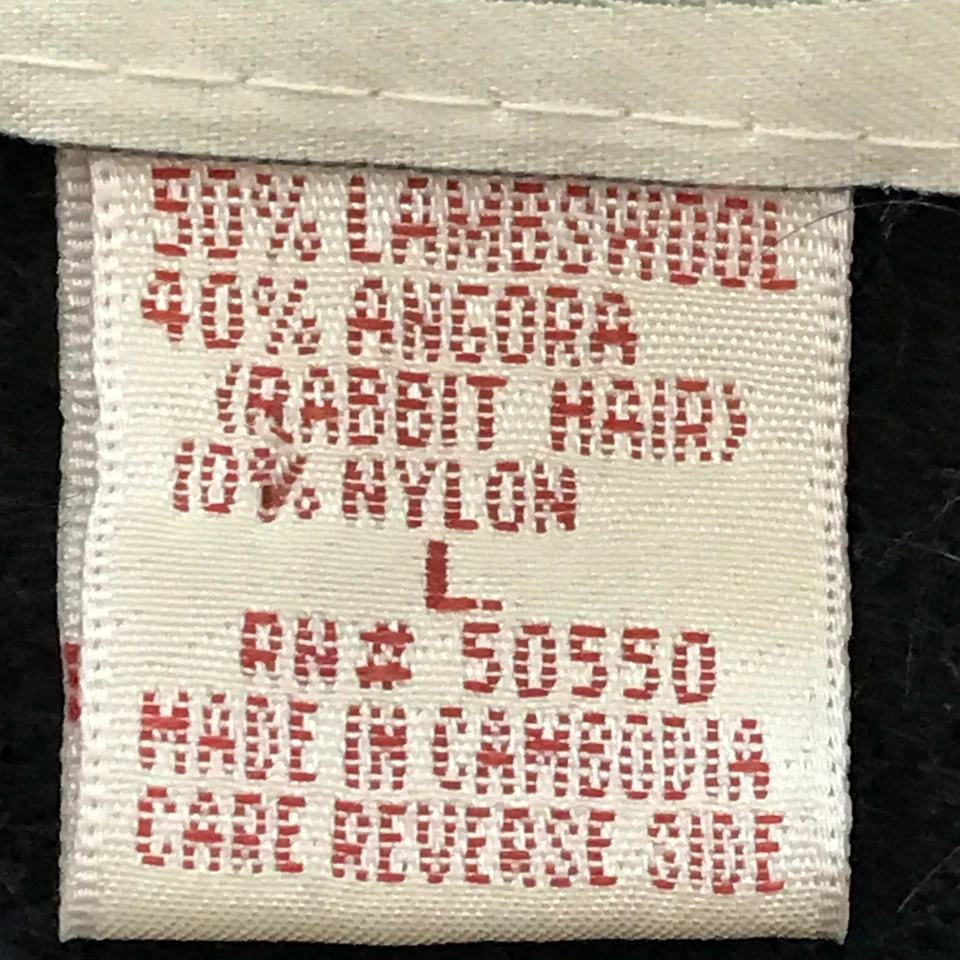 50% LAMBSWOOL
40% ANGORA
(RABBIT HAIR)
10% NYLON
L
RN# 50550
MADE IN CAMBODIA
CARE REVERSE SIDE